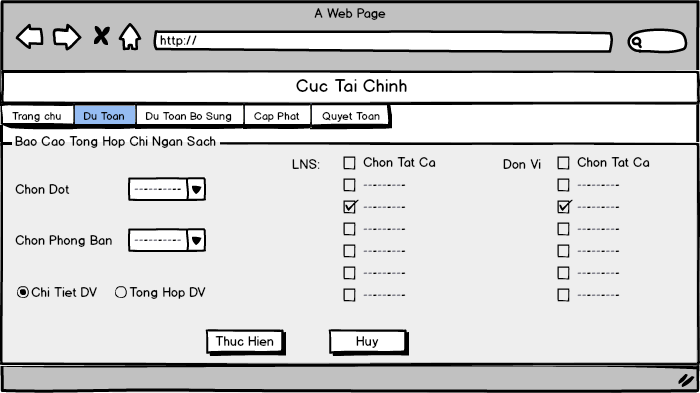 A Web Page
http://
Cuc Tai Chinh
Trang chu Du Toan Du Toan Bo Sung Cap Phat Quyet Toan
Bao Cao Tong Hop Chi Ngan Sach
LNS: Chon Tat Ca Don Vi Chon Tat Ca
Chon Dot
Chon Phong Ban
Chi Tiet DV Tong Hop DV
Thuc Hien Huy